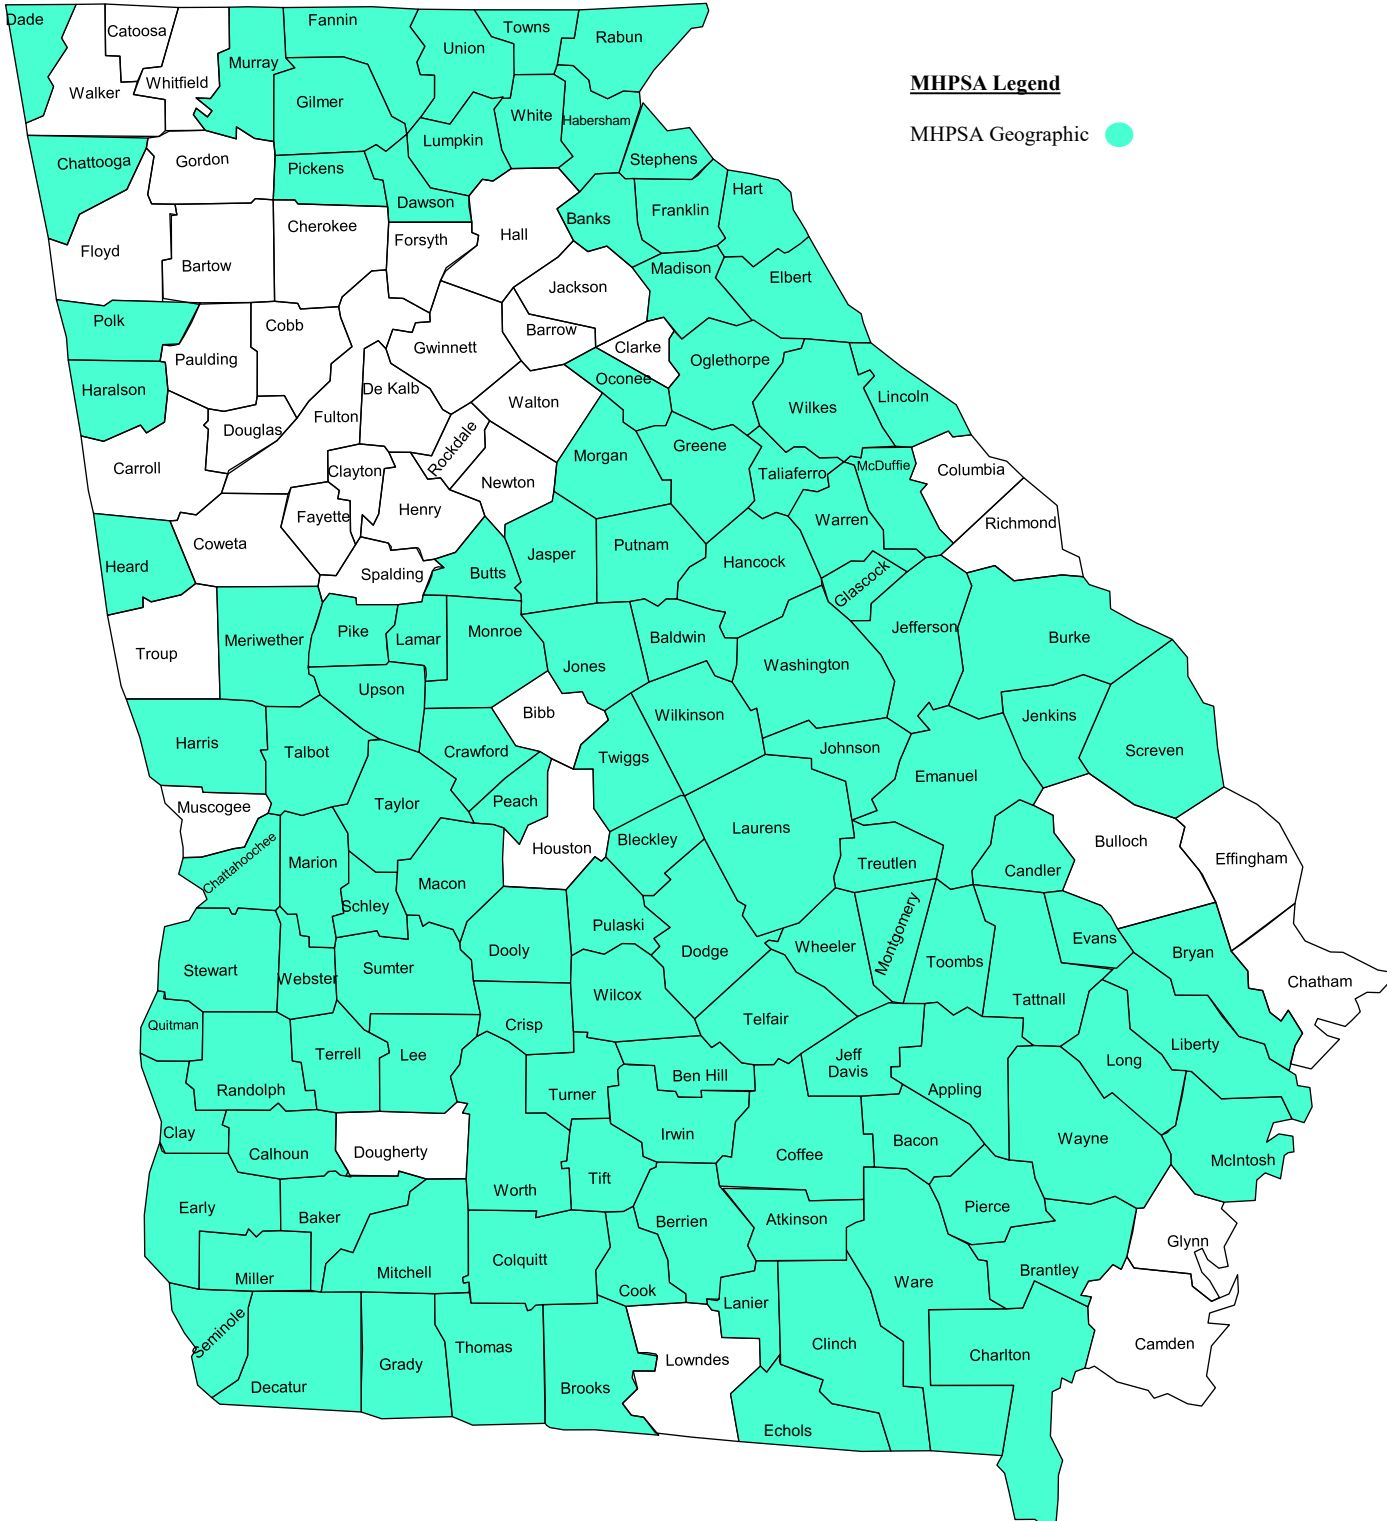 Dade
Catoosa
Fannin
Towns
Rabun
Union
Murray
Whitfield
Walker
MHPSA Legend
MHPSA Geographic
Gilmer
White
Habersham
Lumpkin
Chattooga
Gordon
Pickens
Stephens
Hart
Dawson
Banks
Franklin
Cherokee
Forsyth
Hall
Floyd
Bartow
Madison
Elbert
Jackson
Polk
Cobb
Barrow
Paulding
Gwinnett
Clarke
Oglethorpe
Oconee
Haralson
De Kalb
Walton
Wilkes
Lincoln
Fulton
Douglas
Rockdale
Greene
Morgan
Carroll
Clayton
Taliaferro
McDuffie
Columbia
Newton
Henry
Fayette
Warren
Richmond
Coweta
Putnam
Jasper
Hancock
Heard
Spalding
Butts
Glascock
Pike
Lamar
Monroe
Baldwin
Jefferson
Burke
Meriwether
Troup
Jones
Washington
Upson
Bibb
Wilkinson
Jenkins
Harris
Talbot
Crawford
Twiggs
Johnson
Screven
Emanuel
Muscogee
Taylor
Peach
Laurens
Bleckley
Houston
Bulloch
Effingham
Chattahoochee
Marion
Treutlen
Candler
Macon
Schley
Pulaski
Montgomery
Dooly
Dodge
Wheeler
Evans
Bryan
Stewart
Webster
Sumter
Toombs
Chatham
Wilcox
Tattnall
Quitman
Crisp
Telfair
Terrell
Lee
Jeff
Davis
Long
Liberty
Randolph
Ben Hill
Turner
Appling
Clay
Irwin
Bacon
Wayne
Calhoun
Dougherty
Coffee
McIntosh
Tift
Worth
Early
Baker
Berrien
Atkinson
Pierce
Glynn
Miller
Mitchell
Colquitt
Ware
Brantley
Cook
Lanier
Seminole
Thomas
Clinch
Charlton
Camden
Grady
Lowndes
Decatur
Brooks
Echols